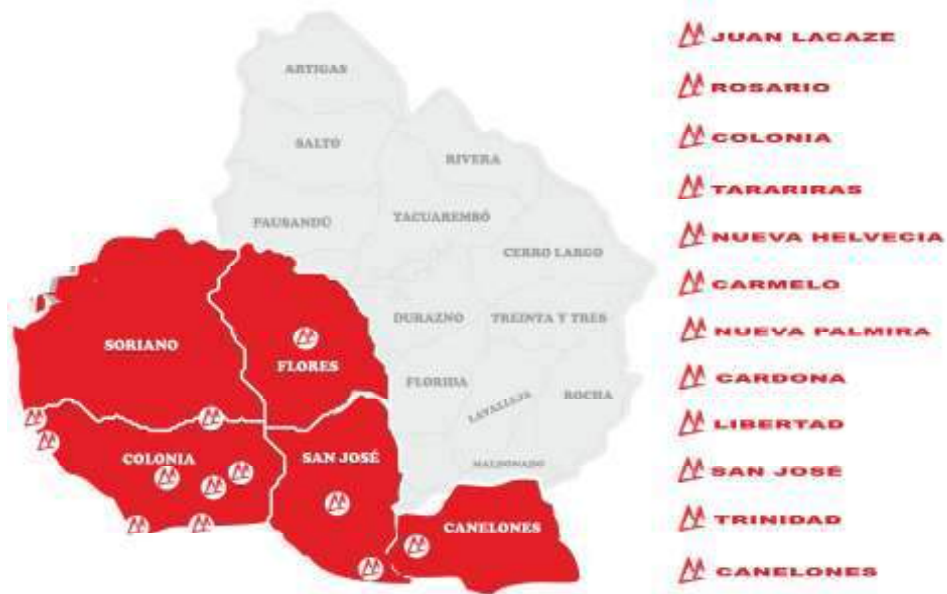 ARTIGAS
SALTO
RIVERA
PAUSANDÚ
TACUAREMBÓ
CERRO LARGO
DURAZNO
TREINTA Y TRES
SORIANO
FLORES
FLORIDA
LAVALLEJA
ROCHA
COLONIA
SAN JOSÉ
MALDONADO
CANELONES
JUAN LACAZE
ROSARIO
COLONIA
TARARIRAS
NUEVA HELVECIA
CARMELO
NUEVA PALMIRA
CARDONA
LIBERTAD
SAN JOSÉ
TRINIDAD
CANELONES